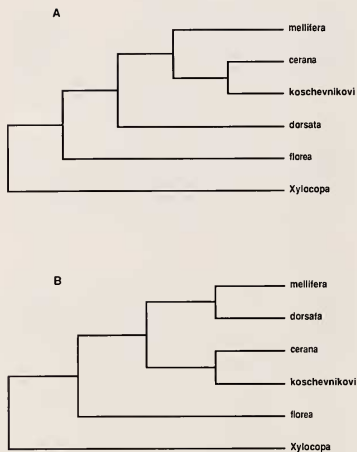 A
mellifera
cerana
koschevnikovi
dorsata
florea
Xylocopa
B
mellifera
dorsata
cerana
koschevnikovi
florea
Xylocopa